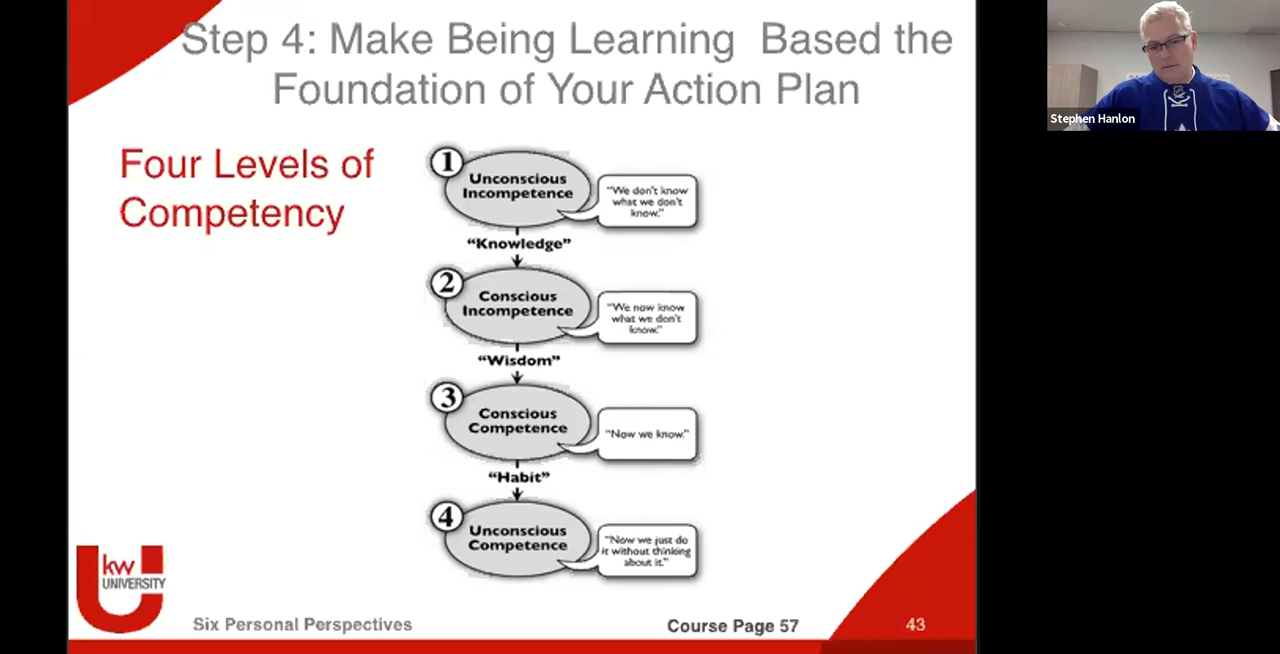 Step 4: Make Being Learning  Based the
Foundation of Your Action Plan
Stephen Hanlon
Four Levels of
Competency
1
Unconscious
Incompetence
"We don't know
what we don't
know."
"Knowledge"
2
Conscious
Incompetence
"We now know
what we don't
know."
"Wisdom"
3
Conscious
Competence
"Now we know."
"Habit"
4
Unconscious
Competence
"Now we just do
it without thinking
about it."
kw
UNIVERSITY
Six Personal Perspectives
Course Page 57
43